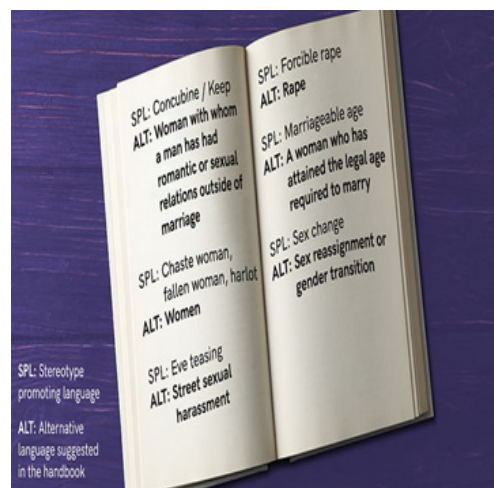 SPL: Concubine / Keep
ALT: Woman with whom
a man has had
romantic or sexual
relations outside of
marriage
SPL: Chaste woman,
fallen woman, harlot
ALT: Women
SPL: Eve teasing
ALT: Street sexual
harassment
SPL: Forcible rape
ALT: Rape
SPL: Marriageable age
ALT: A woman who has
attained the legal age
required to marry
SPL: Sex change
ALT: Sex reassignment or
gender transition
SPL: Stereotype
promoting language
ALT: Alternative
language suggested
in the handbook